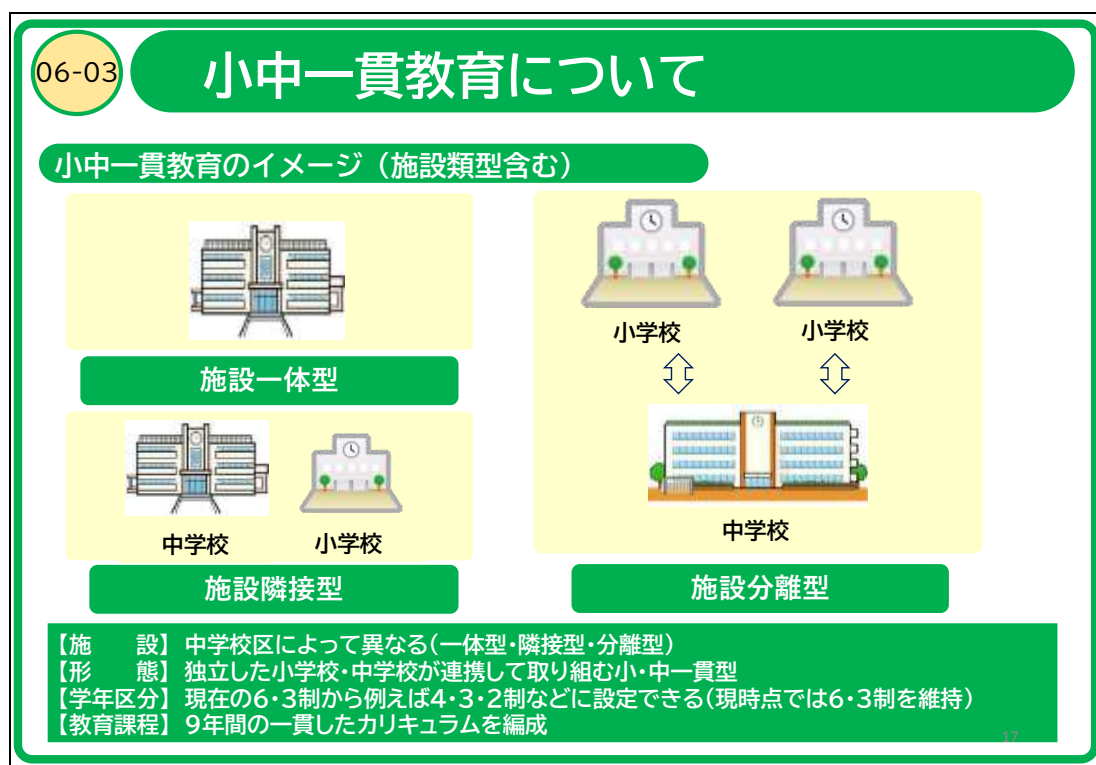 06-03
小中一貫教育について
小中一貫教育のイメージ（施設類型含む）
施設一体型
中学校
小学校
施設隣接型
小学校
小学校
中学校
施設分離型
【施　　設】 中学校区によって異なる（一体型・隣接型・分離型）
【形　　態】 独立した小学校・中学校が連携して取り組む小・中一貫型
【学年区分】 現在の６・３制から例えば４・３・２制などに設定できる（現時点では６・３制を維持）
【教育課程】 ９年間の一貫したカリキュラムを編成
17